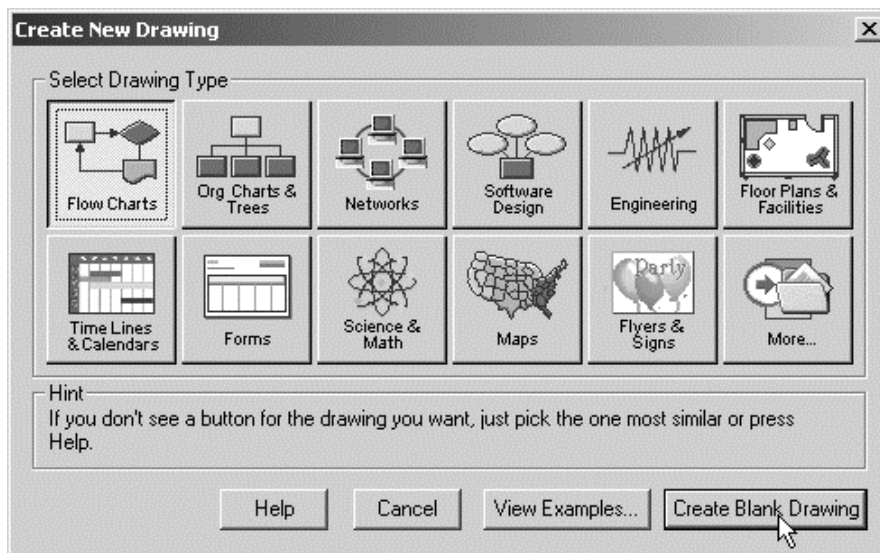 Create New Drawing
Select Drawing Type
Flow Charts
Org Charts &
Trees
Networks
Software
Design
Engineering
Floor Plans &
Facilities
Time Lines
& Calendars
Forms
Science &
Math
Maps
Party
Flyers &
Signs
More...
Hint
If you don't see a button for the drawing you want, just pick the one most similar or press
Help.
Help
Cancel
View Examples...
Create Blank Drawing